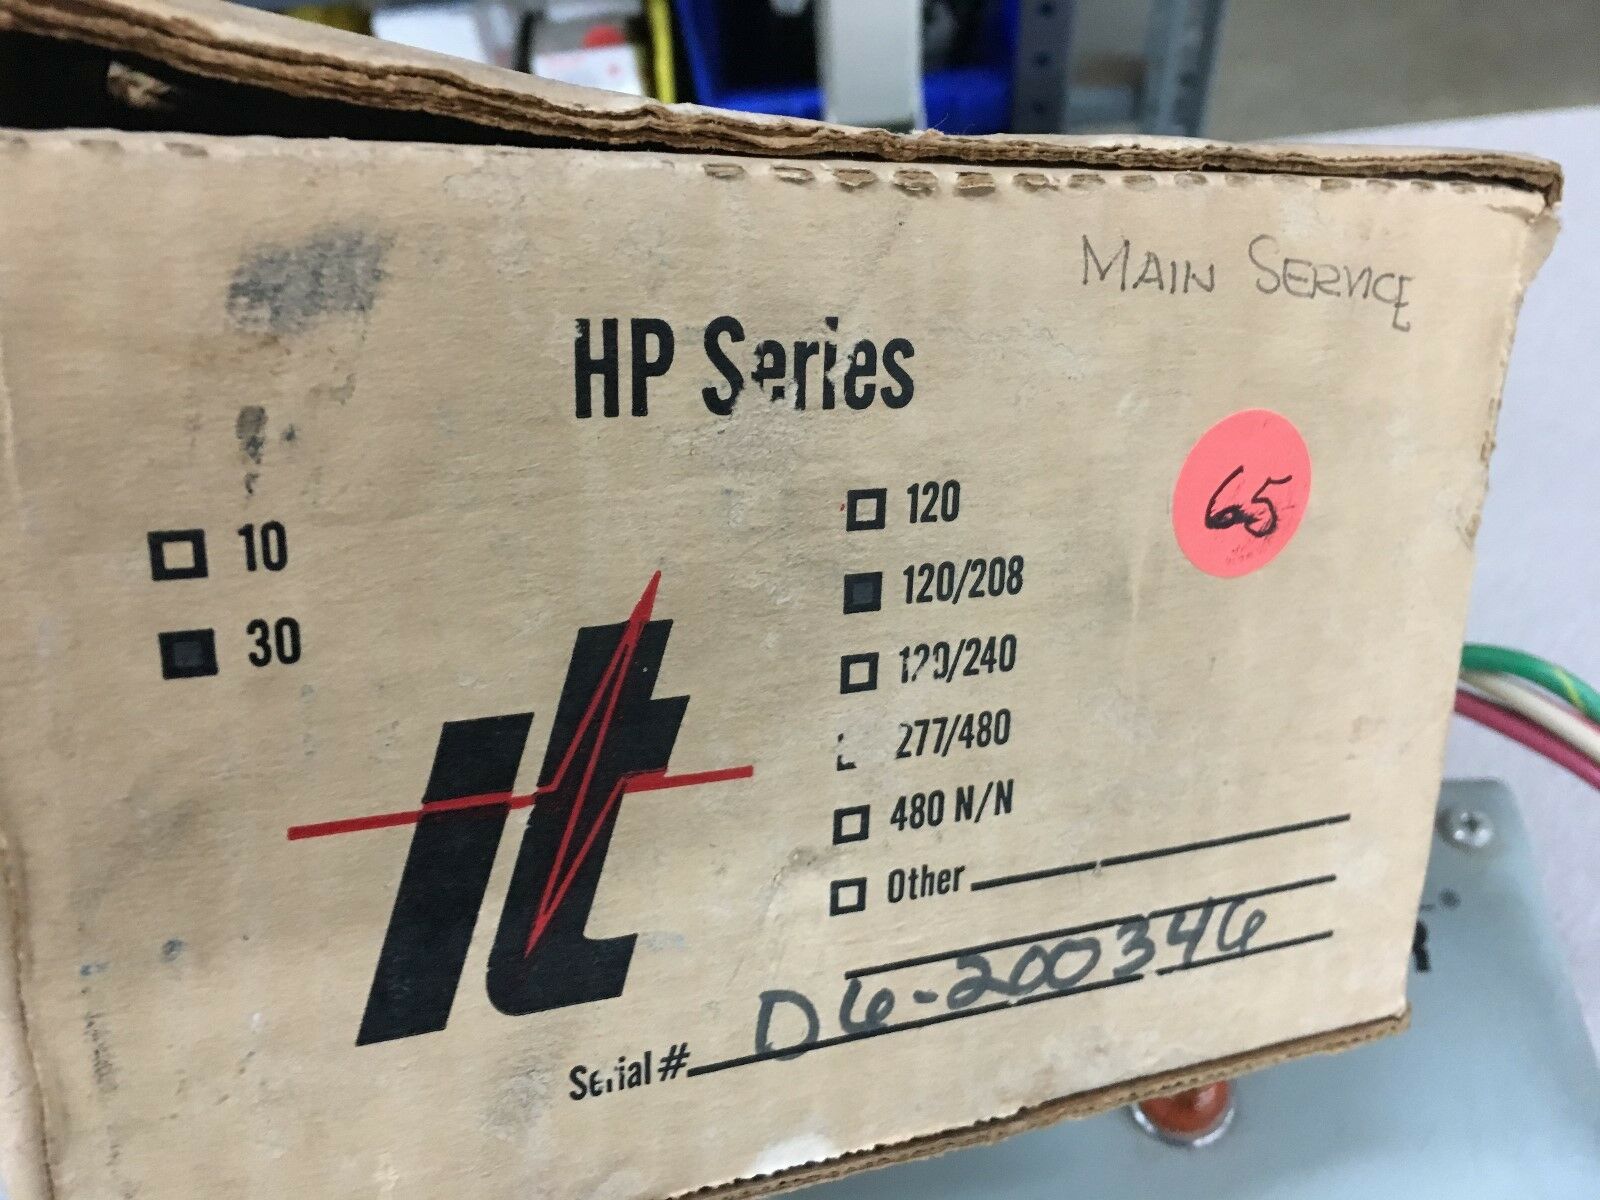 MAIN SERVICE
HP Series
65
10
30
120
120/208
120/240
277/480
480 N/N
Other
it
D6-200346
Serial #
R